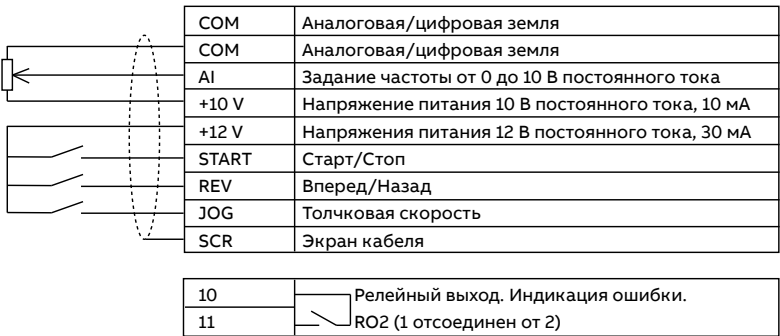 COM Аналоговая/цифровая земля
COM Аналоговая/цифровая земля
AI Задание частоты от 0 до 10 В постоянного тока
+10 V Напряжение питания 10 В постоянного тока, 10 мА
+12 V Напряжения питания 12 В постоянного тока, 30 мА
START Старт/Стоп
REV Вперед/Назад
JOG Толчковая скорость
SCR Экран кабеля
10 Релейный выход. Индикация ошибки.
11 RO2 (1 отсоединен от 2)